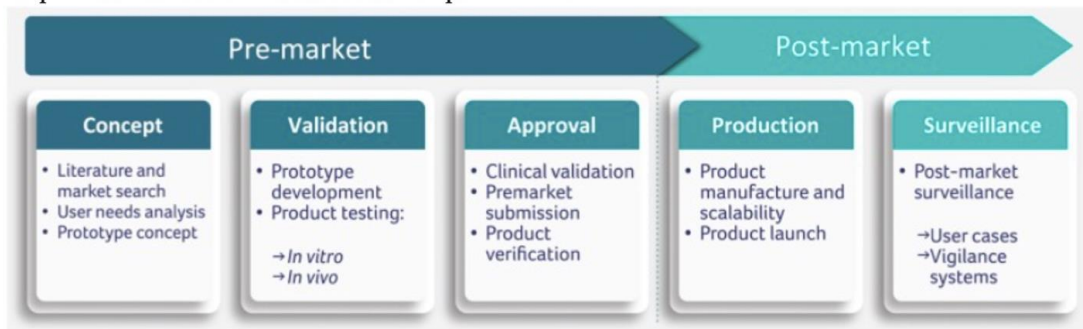 Pre-market
Post-market
Concept
• Literature and
market search
• User needs analysis
• Prototype concept
Validation
• Prototype
development
• Product testing:
→In vitro
→In vivo
Approval
• Clinical validation
• Premarket
submission
• Product
verification
Production
• Product
manufacture and
scalability
• Product launch
Surveillance
• Post-market
surveillance
→User cases
→Vigilance
systems